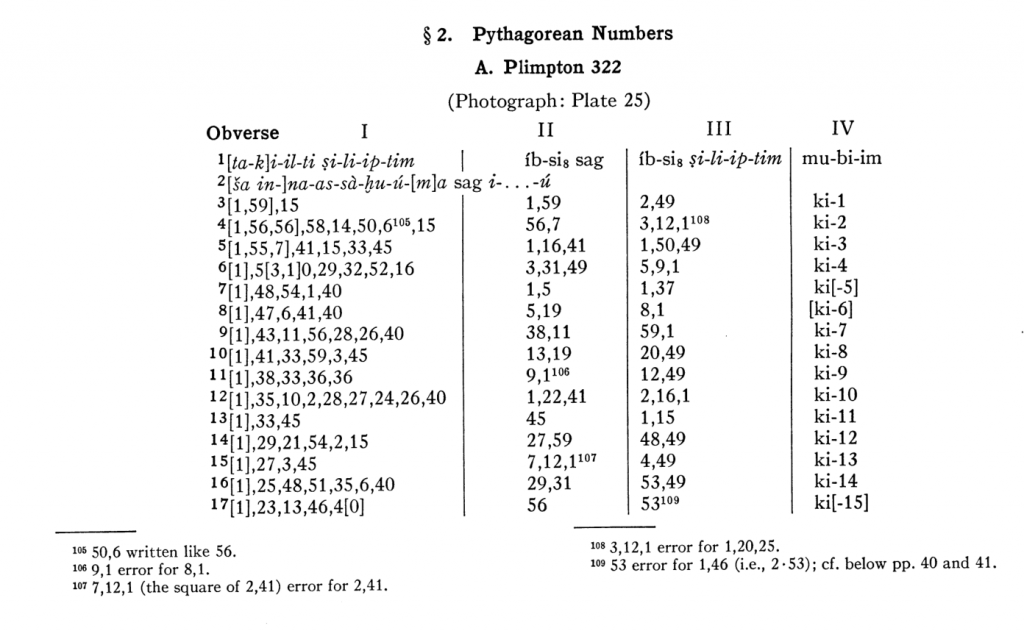 § 2. Pythagorean Numbers
A. Plimpton 322
(Photograph: Plate 25)
Obverse I II III IV
1[ta-k]i-il-ti ṣi-li-ip-tim | íb-si₈ sag íb-si₈ ṣi-li-ip-tim mu-bi-im
2[ša in-]na-as-sà-ḫu-ú-[m]a sag i-...-ú
3[1,59],15 1,59 2,49 ki-1
4[1,56,56],58,14,50,6¹⁰⁵,15 56,7 3,12,1¹⁰⁸ ki-2
5[1,55,7],41,15,33,45 1,16,41 1,50,49 ki-3
6[1],5[3,1]0,29,32,52,16 3,31,49 5,9,1 ki-4
7[1],48,54,1,40 1,5 1,37 ki[-5]
8[1],47,6,41,40 5,19 8,1 [ki-6]
9[1],43,11,56,28,26,40 38,11 59,1 ki-7
10[1],41,33,59,3,45 13,19 20,49 ki-8
11[1],38,33,36,36 9,1¹⁰⁶ 12,49 ki-9
12[1],35,10,2,28,27,24,26,40 1,22,41 2,16,1 ki-10
13[1],33,45 45 1,15 ki-11
14[1],29,21,54,2,15 27,59 48,49 ki-12
15[1],27,3,45 7,12,1¹⁰⁷ 4,49 ki-13
16[1],25,48,51,35,6,40 29,31 53,49 ki-14
17[1],23,13,46,4[0] 56 53¹⁰⁹ ki[-15]
¹⁰⁵ 50,6 written like 56.
¹⁰⁶ 9,1 error for 8,1.
¹⁰⁷ 7,12,1 (the square of 2,41) error for 2,41.
¹⁰⁸ 3,12,1 error for 1,20,25.
¹⁰⁹ 53 error for 1,46 (i.e., 2·53); cf. below pp. 40 and 41.